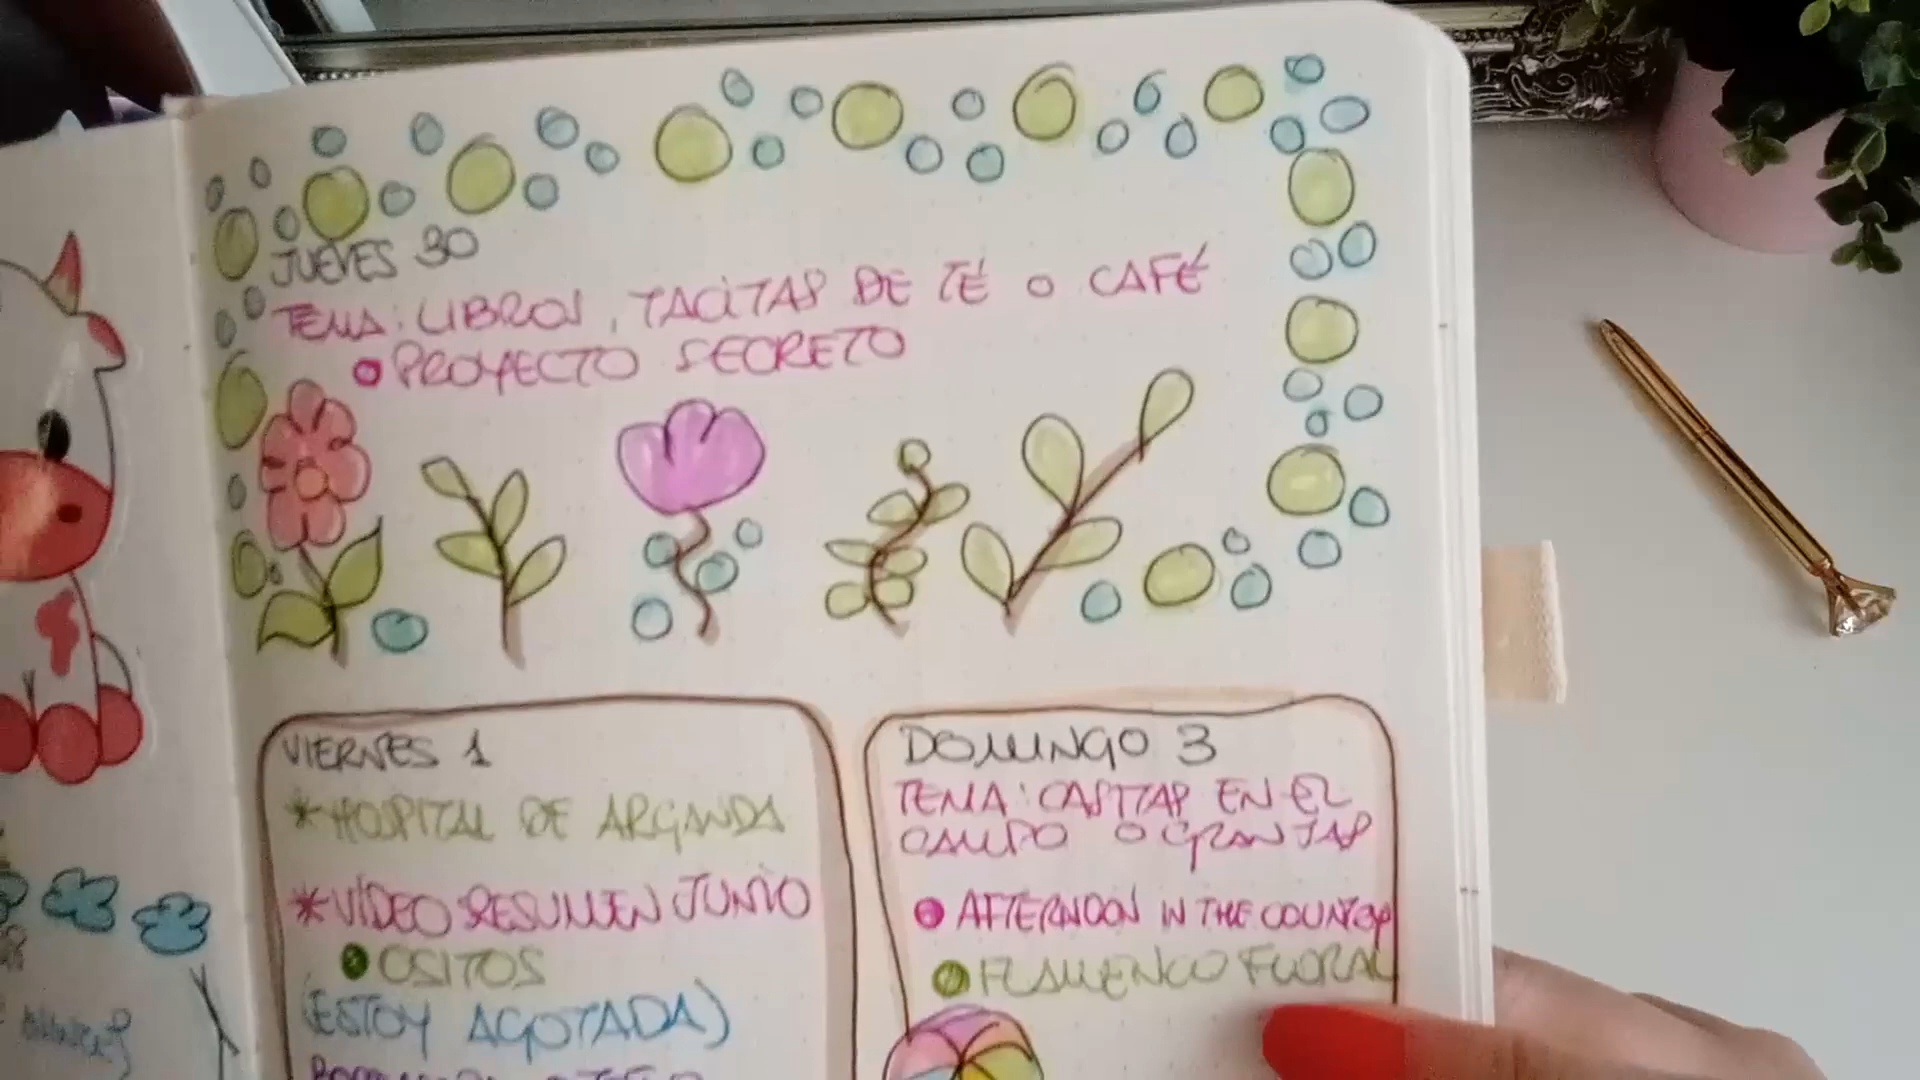 JUEVES 30
TEMA: LIBROS, TACITAS DE TÉ O CAFÉ
PROYECTO SECRETO
VIERNES 1
*HOSPITAL DE ARGANDA
*VÍDEO RESUMEN JUNIO
OSITOS
(ESTOY AGOTADA)
DOMINGO 3
TEMA: CASITAS EN EL
CAMPO O GRANJAS
AFTERNOON IN THE COUNTRY
FLAMENCO FLORAL